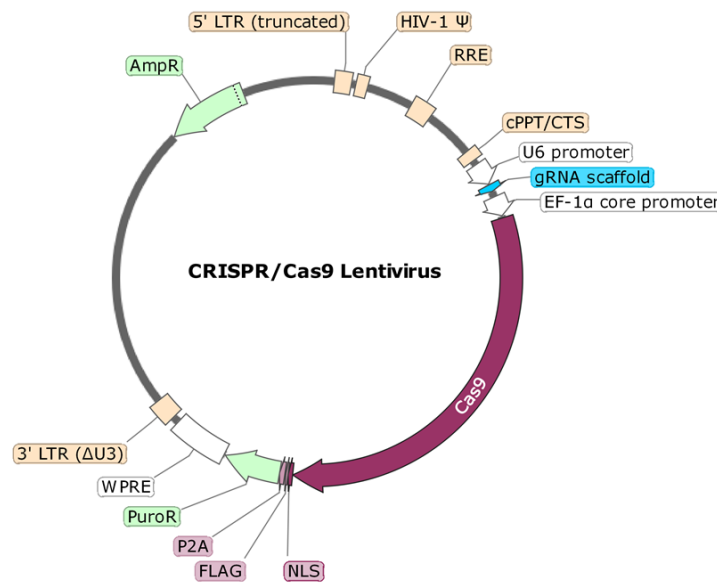 5' LTR (truncated)
HIV-1 Ψ
RRE
AmpR
cPPT/CTS
U6 promoter
gRNA scaffold
EF-1α core promoter
CRISPR/Cas9 Lentivirus
Cas9
3' LTR (ΔU3)
WPRE
PuroR
P2A
FLAG
NLS